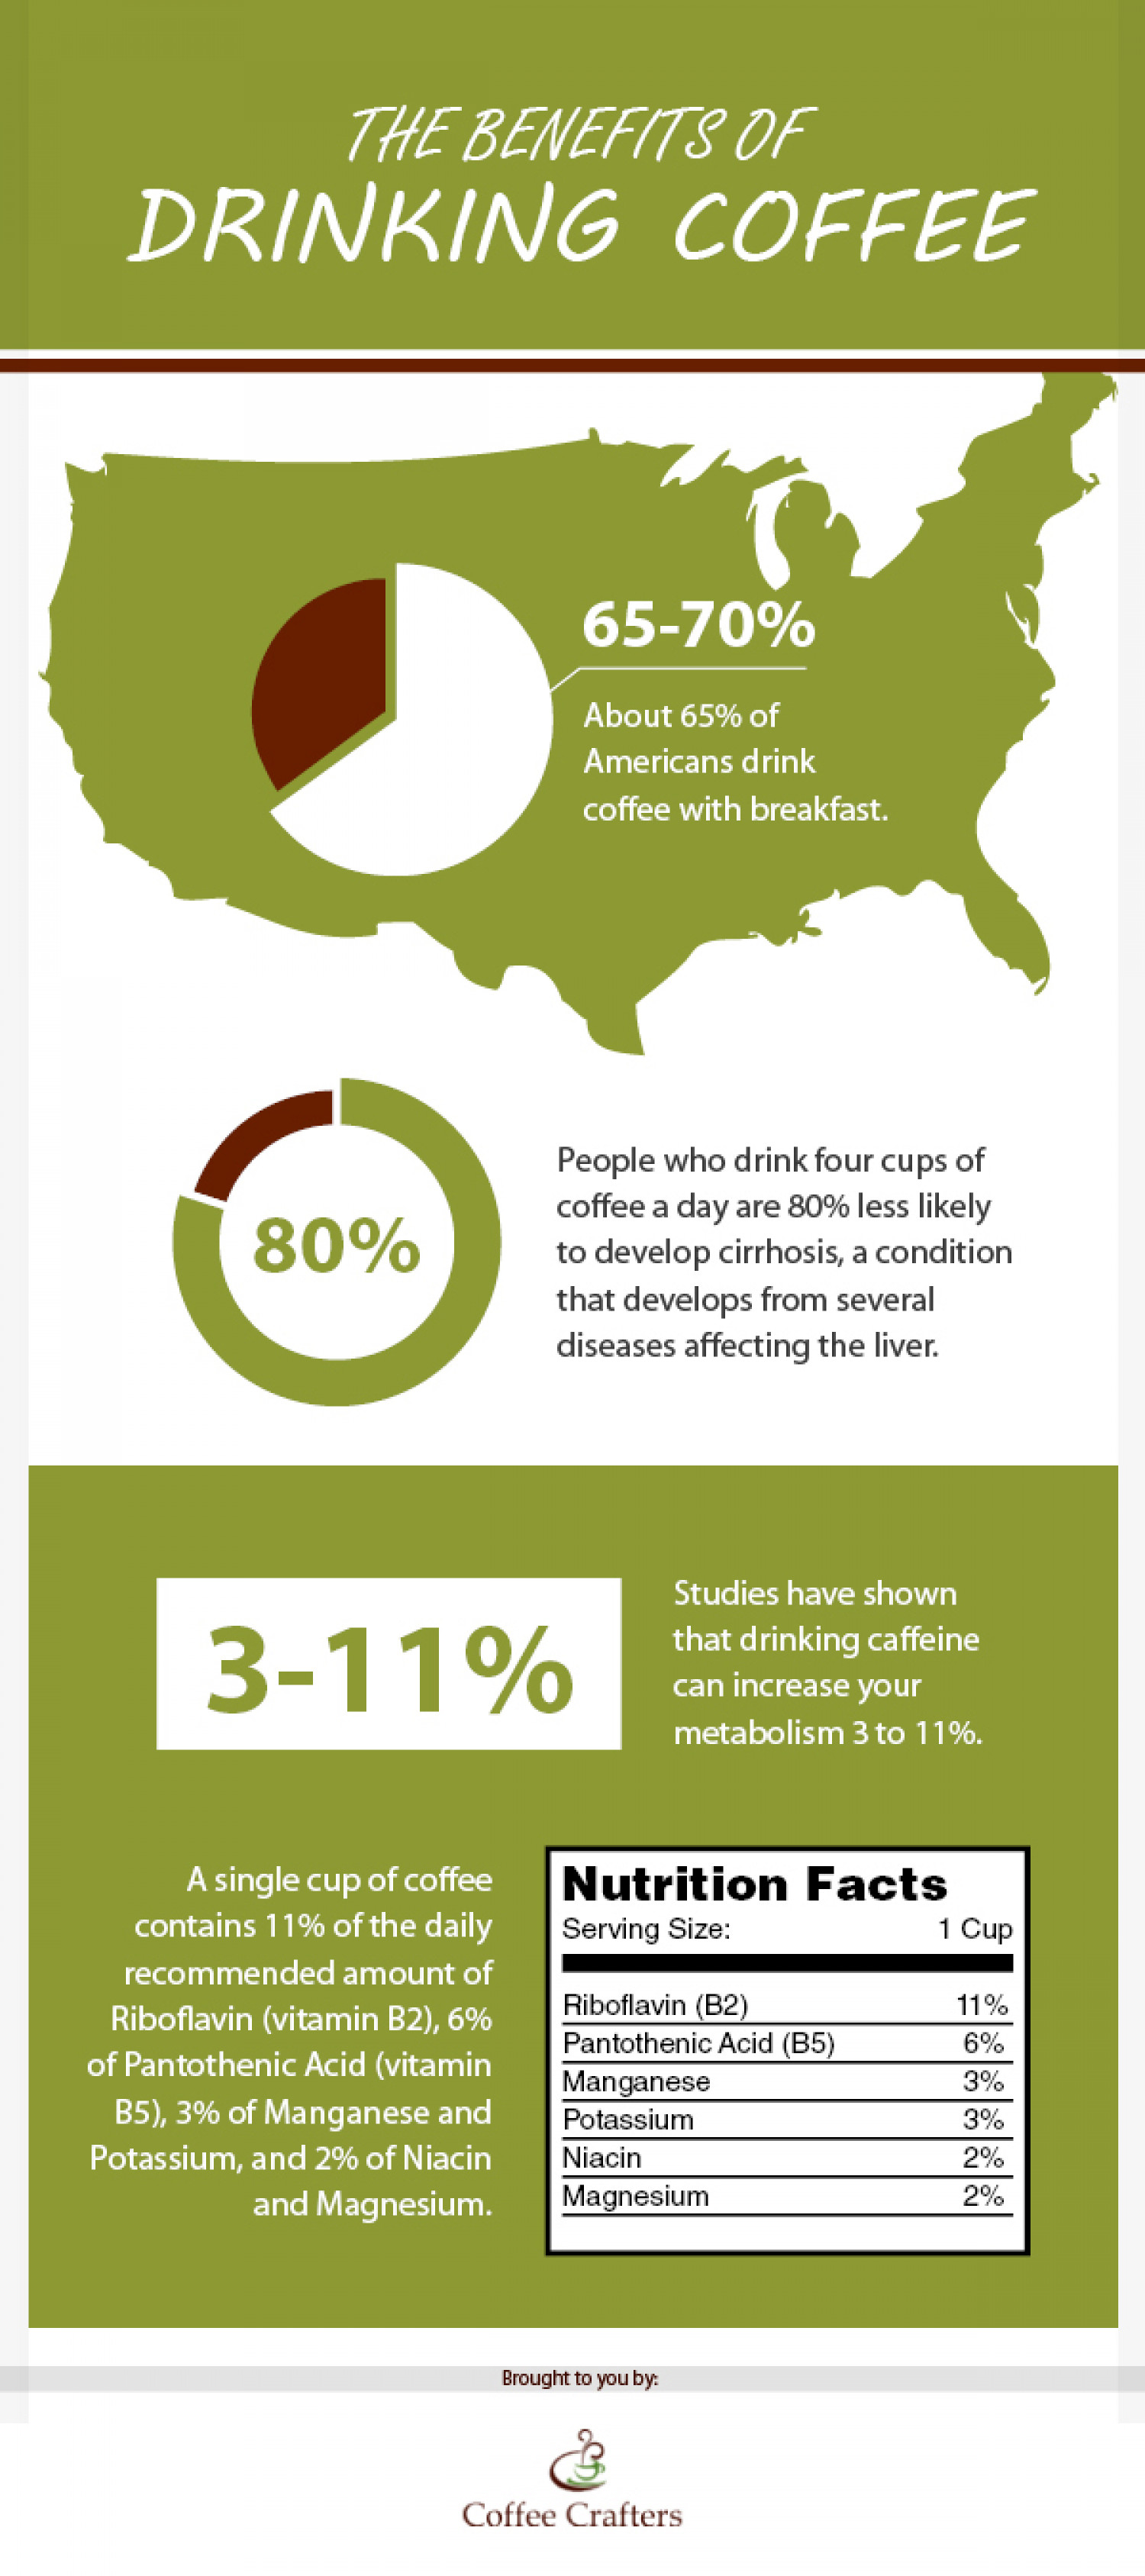 THE BENEFITS OF
DRINKING COFFEE
65-70%
About 65% of
Americans drink
coffee with breakfast.
80%
People who drink four cups of
coffee a day are 80% less likely
to develop cirrhosis, a condition
that develops from several
diseases affecting the liver.
3-11%
Studies have shown
that drinking caffeine
can increase your
metabolism 3 to 11%.
A single cup of coffee
contains 11% of the daily
recommended amount of
Riboflavin (vitamin B2), 6%
of Pantothenic Acid (vitamin
B5), 3% of Manganese and
Potassium, and 2% of Niacin
and Magnesium.
Nutrition Facts
Serving Size: 1 Cup
Riboflavin (B2) 11%
Pantothenic Acid (B5) 6%
Manganese 3%
Potassium 3%
Niacin 2%
Magnesium 2%
Brought to you by:
Coffee Crafters